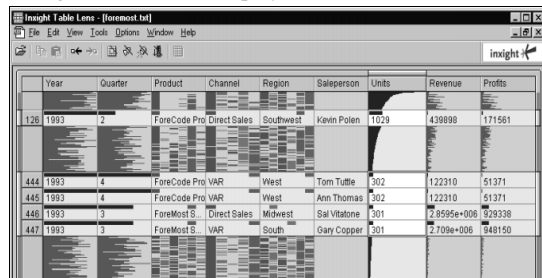 Inxight Table Lens - [foremost.txt]
File Edit View Tools Options Window Help
inxight
Year Quarter Product Channel Region Saleperson Units Revenue Profits
126 1993 2 ForeCode Pro Direct Sales Southwest Kevin Polen 1029 439898 171561
444 1993 4 ForeCode Pro VAR West Tom Tuttle 302 122310 51371
445 1993 4 ForeCode Pro VAR West Ann Thomas 302 122310 51371
446 1993 3 ForeMost S... Direct Sales Midwest Sal Vitatone 301 2.8595e+006 929338
447 1993 3 ForeMost S... VAR South Gary Copper 301 2.709e+006 948150